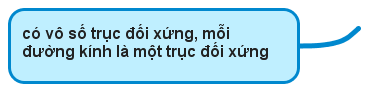 có vô số trục đối xứng, mỗi
đường kính là một trục đối xứng